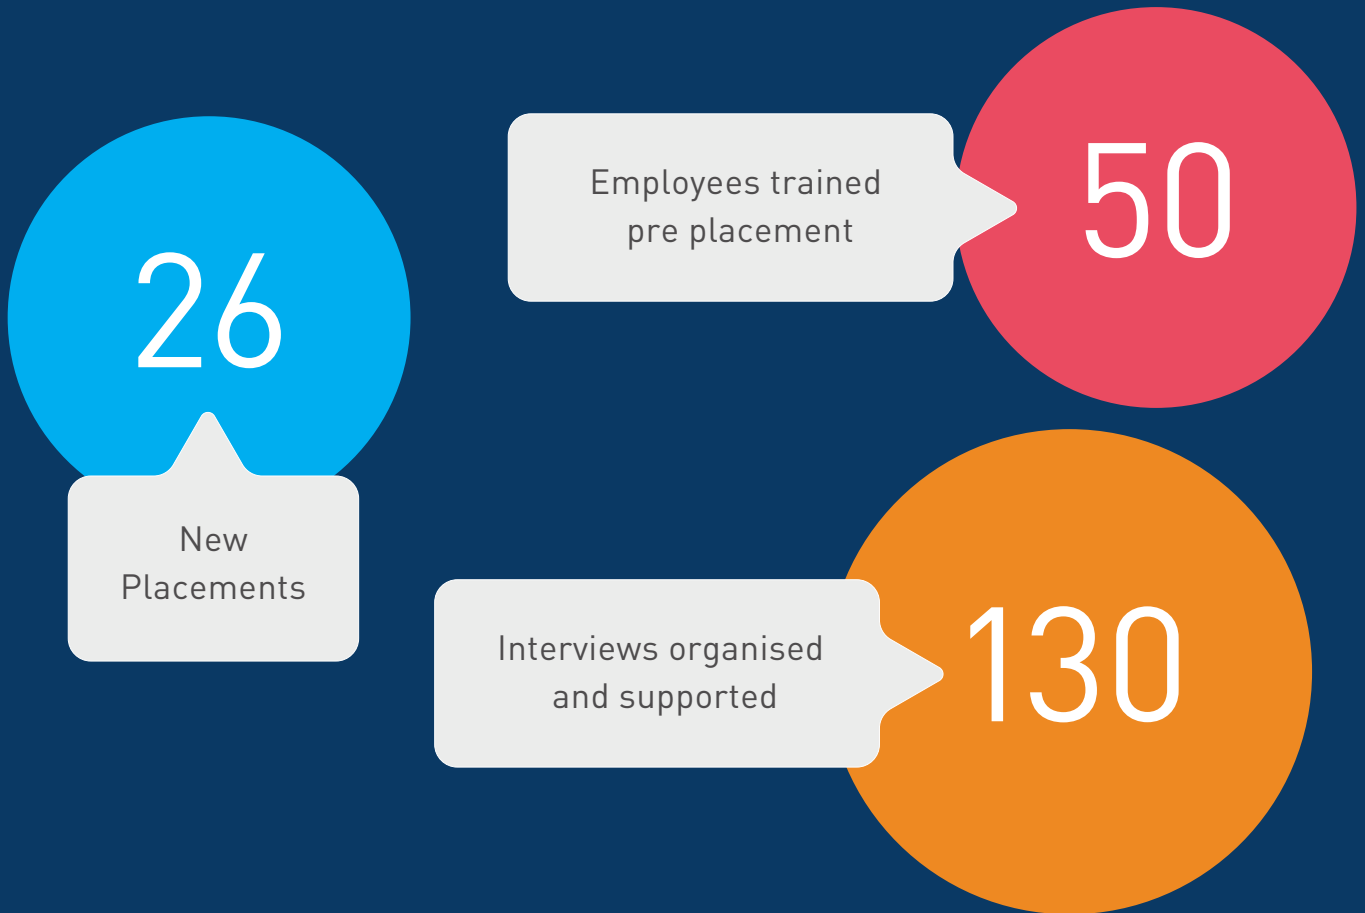 26
New
Placements
Employees trained
pre placement
50
Interviews organised
and supported
130